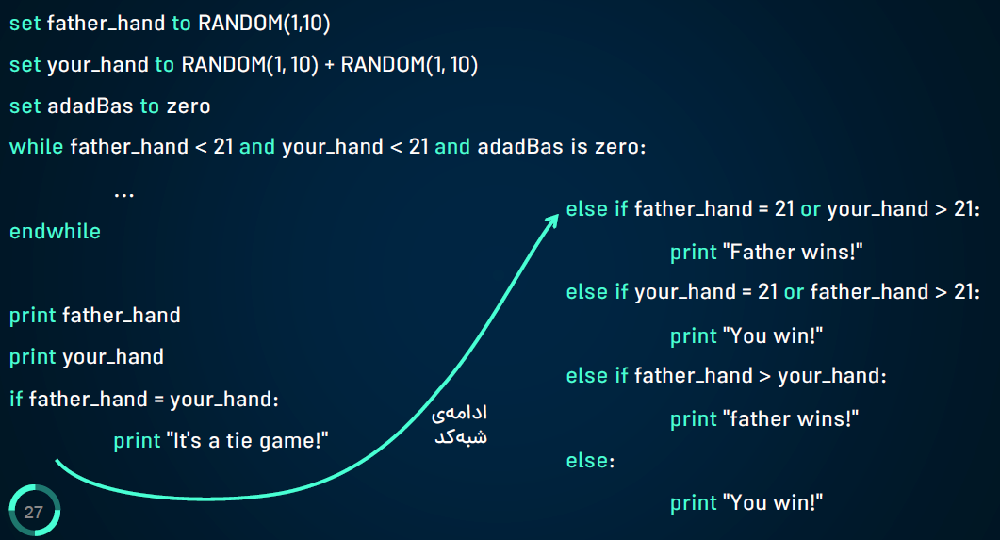 set father_hand to RANDOM(1,10)
set your_hand to RANDOM(1, 10) + RANDOM(1, 10)
set adadBas to zero
while father_hand < 21 and your_hand < 21 and adadBas is zero:
...
endwhile
print father_hand
print your_hand
if father_hand = your_hand:
print "It's a tie game!"
ادامه‌ی
شبه‌کد
else if father_hand = 21 or your_hand > 21:
print "Father wins!"
else if your_hand = 21 or father_hand > 21:
print "You win!"
else if father_hand > your_hand:
print "father wins!"
else:
print "You win!"
27